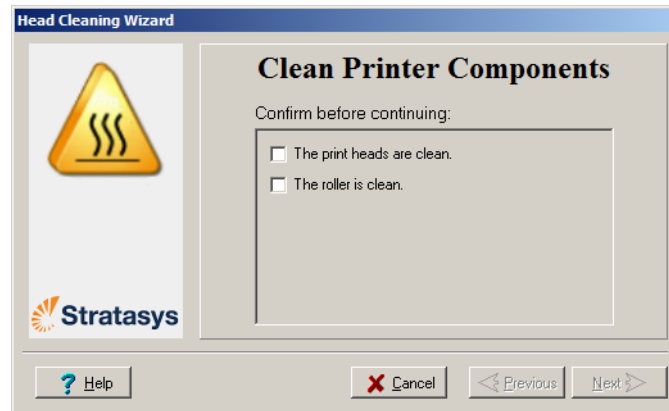 Head Cleaning Wizard
Clean Printer Components
Confirm before continuing:
The print heads are clean.
The roller is clean.
Stratasys
Help
Cancel
Previous
Next